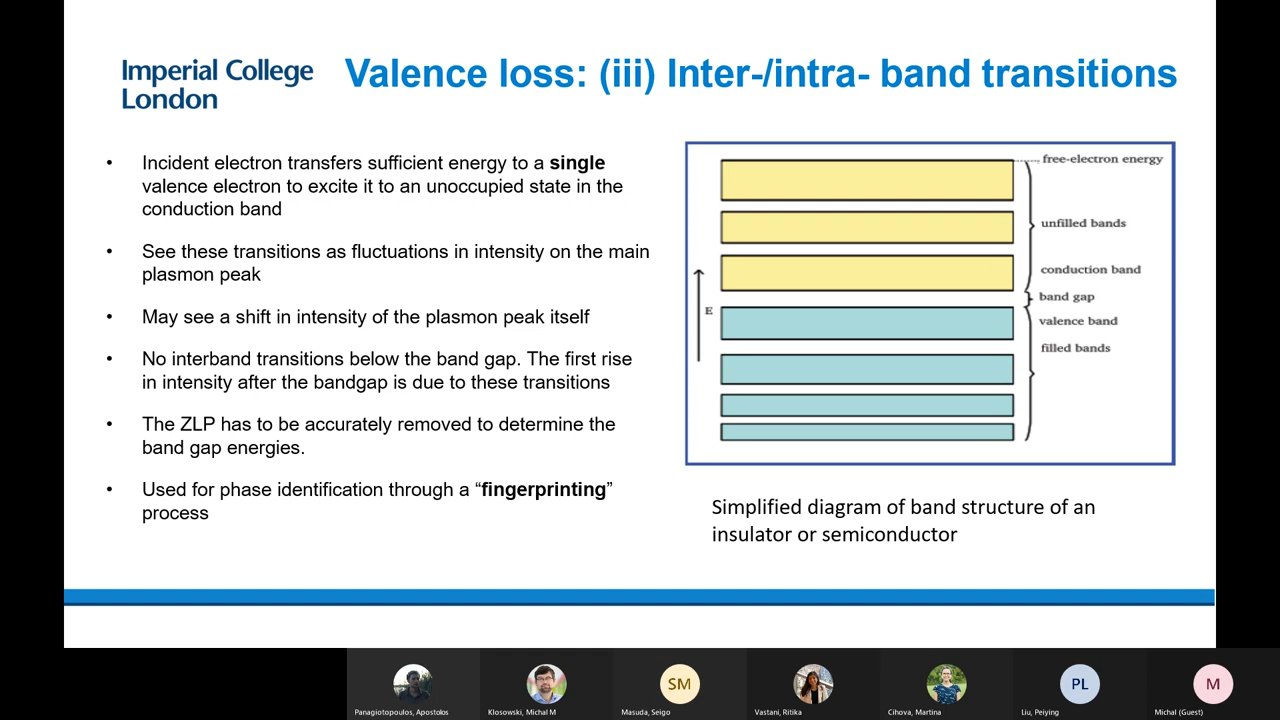 Imperial College
London
Valence loss: (iii) Inter-/intra- band transitions
• Incident electron transfers sufficient energy to a single
valence electron to excite it to an unoccupied state in the
conduction band
• See these transitions as fluctuations in intensity on the main
plasmon peak
• May see a shift in intensity of the plasmon peak itself
• No interband transitions below the band gap. The first rise
in intensity after the bandgap is due to these transitions
• The ZLP has to be accurately removed to determine the
band gap energies.
• Used for phase identification through a “fingerprinting”
process
free-electron energy
unfilled bands
conduction band
band gap
E
valence band
filled bands
Simplified diagram of band structure of an
insulator or semiconductor
SM
PL
M
Panagiotopoulos, Apostolos
Klosowski, Michal M
Masuda, Seigo
Vastani, Ritika
Cihova, Martina
Liu, Peiying
Michal (Guest)